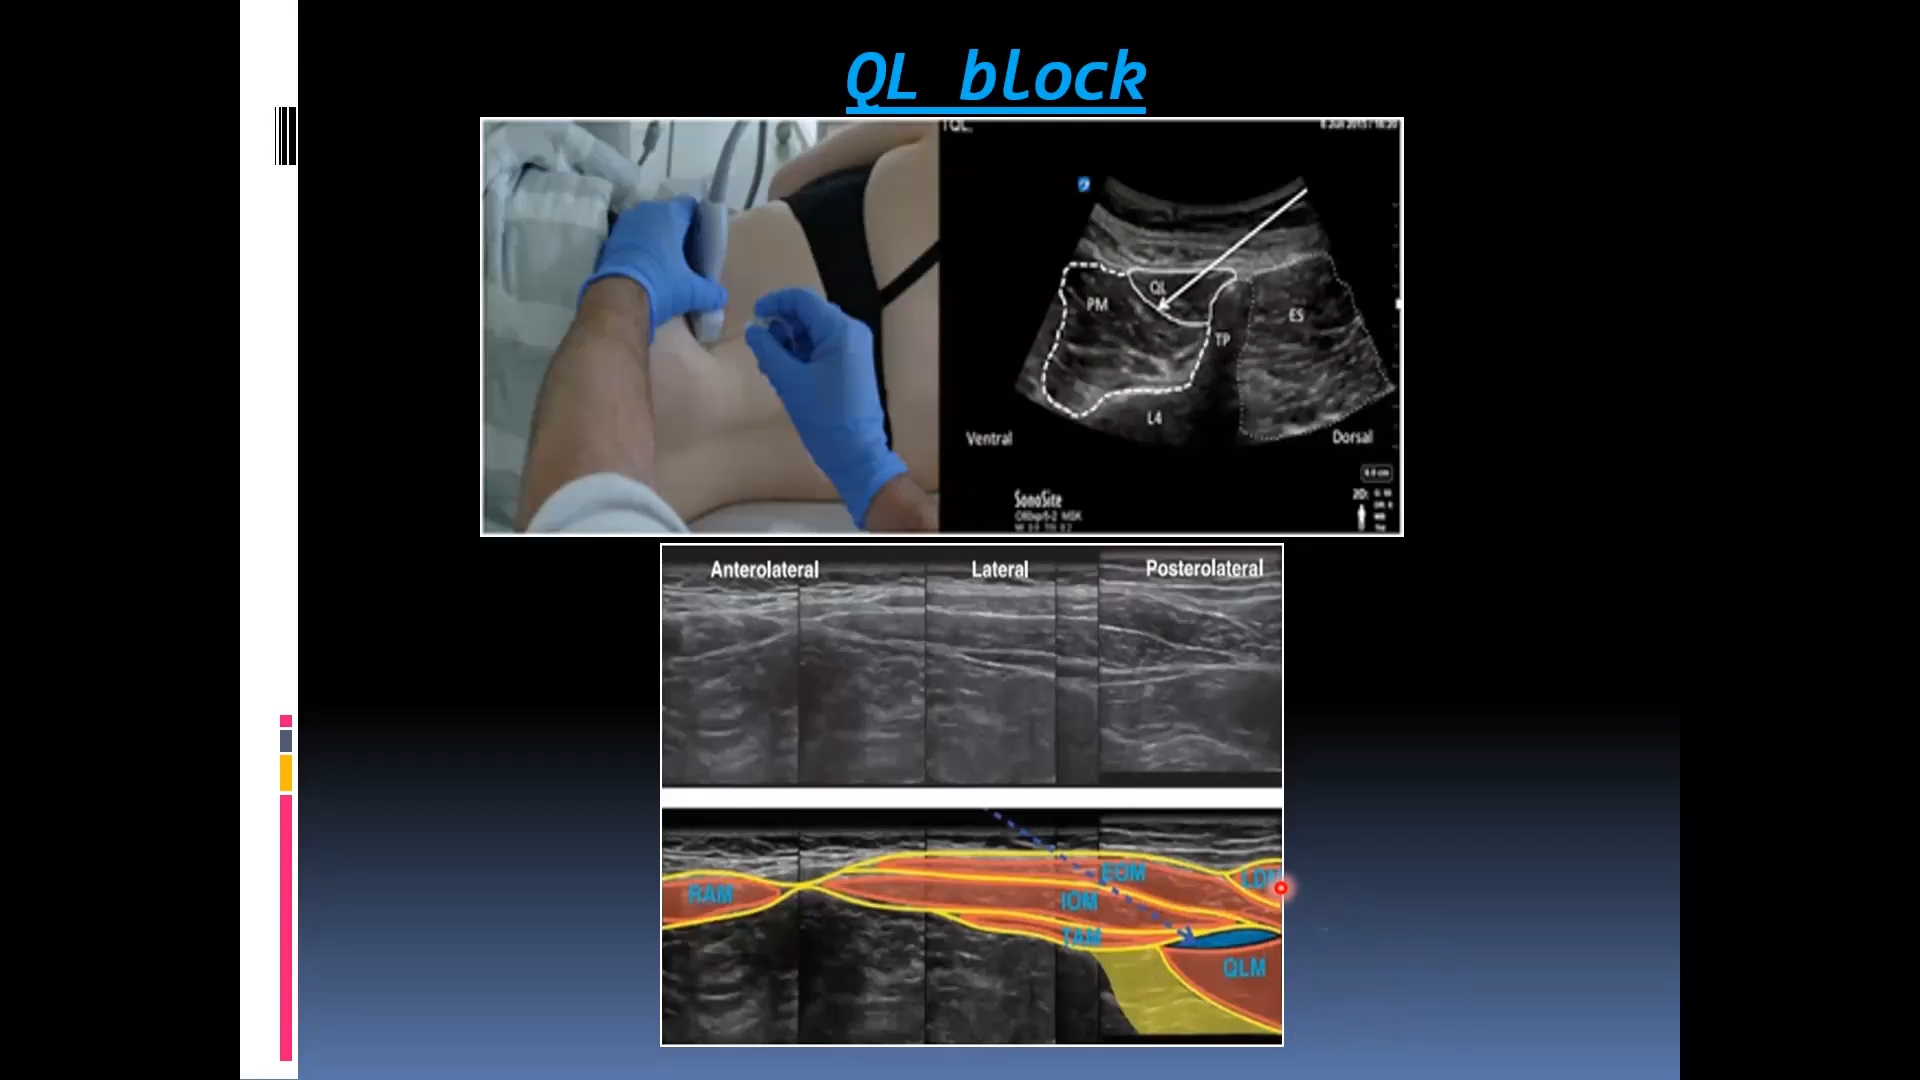 QL block
TQL
QL
PM
ES
TP
L4
Ventral
Dorsal
SonoSite
2D:
Anterolateral
Lateral
Posterolateral
EOM
RAM
IOM
TAM
QLM